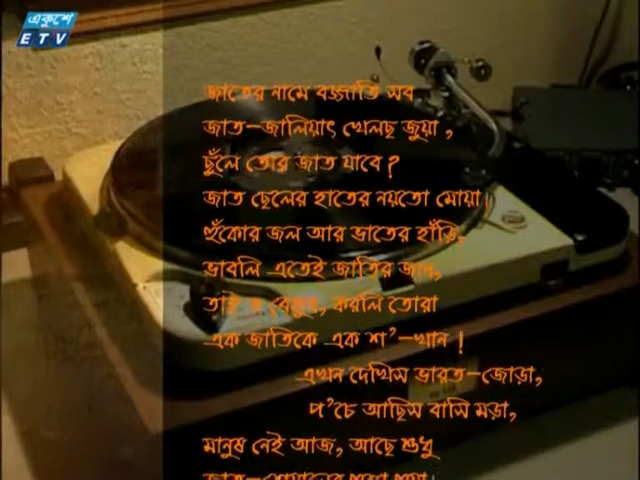 একুশে
ETV
জাতের নামে বজ্জাতি সব
জাত-জালিয়াৎ খেলছ জুয়া,
ছুঁলে তোর জাত যাবে?
জাত ছেলের হাতের নয়তো মোয়া।
হুঁকোর জল আর ভাতের হাঁড়ি,
ভাবলি এতেই জাতির জান,
তাই করলি তোরা
এক জাতিকে এক শ'-খান!
এখন দেখিস ভারত-জোড়া,
প'চে আছিস বাসি মড়া,
মানুষ নেই আজ, আছে শুধু